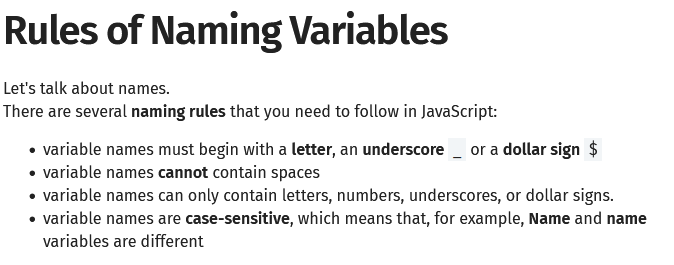 Rules of Naming Variables
Let's talk about names.
There are several naming rules that you need to follow in JavaScript:
• variable names must begin with a letter, an underscore _ or a dollar sign $
• variable names cannot contain spaces
• variable names can only contain letters, numbers, underscores, or dollar signs.
• variable names are case-sensitive, which means that, for example, Name and name
variables are different